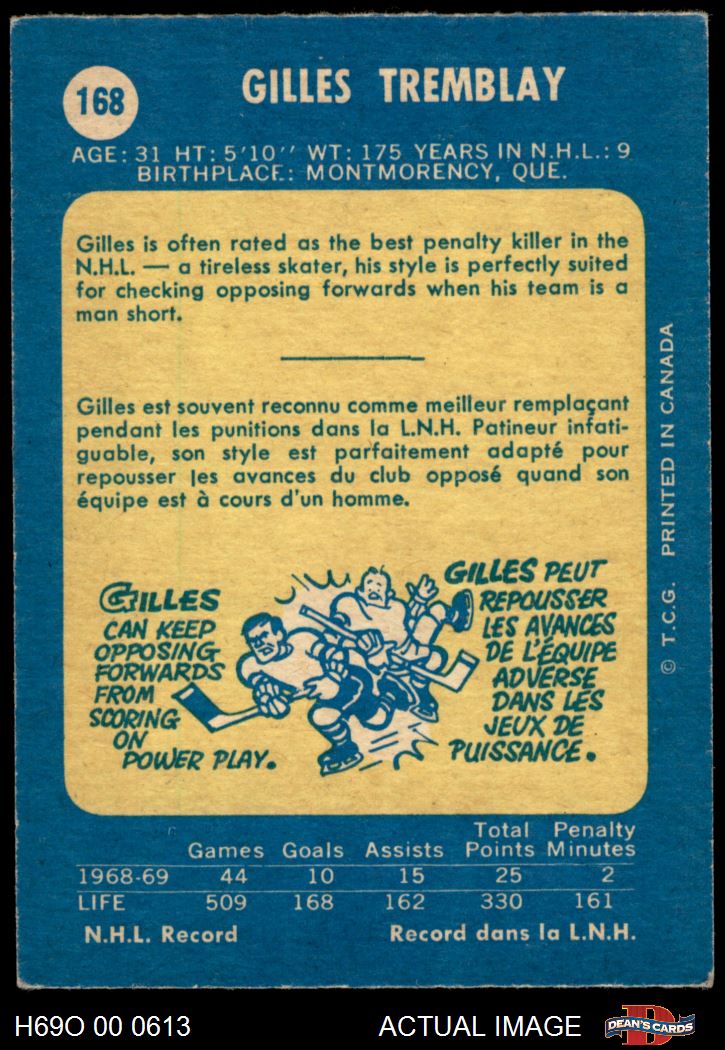 168
GILLES TREMBLAY
AGE: 31 HT: 5'10'' WT: 175 YEARS IN N.H.L.: 9
BIRTHPLACE: MONTMORENCY, QUE.
Gilles is often rated as the best penalty killer in the
N.H.L. — a tireless skater, his style is perfectly suited
for checking opposing forwards when his team is a
man short.
Gilles est souvent reconnu comme meilleur remplaçant
pendant les punitions dans la L.N.H. Patineur infati-
guable, son style est parfaitement adapté pour
repousser les avances du club opposé quand son
équipe est à cours d'un homme.
GILLES
CAN KEEP
OPPOSING
FORWARDS
FROM
SCORING
ON
POWER PLAY.
GILLES PEUT
REPOUSSER
LES AVANCES
DE L'ÉQUIPE
ADVERSE
DANS LES
JEUX DE
PUISSANCE.
© T.C.G. PRINTED IN CANADA
Total Penalty
Games Goals Assists Points Minutes
1968-69 44 10 15 25 2
LIFE 509 168 162 330 161
N.H.L. Record Record dans la L.N.H.
H69O 00 0613 ACTUAL IMAGE D DEAN'S CARDS